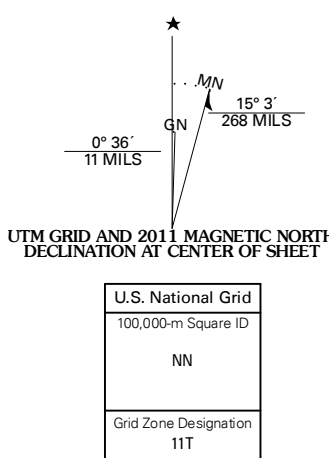 ★
MN
GN
15° 3´
268 MILS
0° 36´
11 MILS
UTM GRID AND 2011 MAGNETIC NORTH
DECLINATION AT CENTER OF SHEET
U.S. National Grid
100,000-m Square ID
NN
Grid Zone Designation
11T